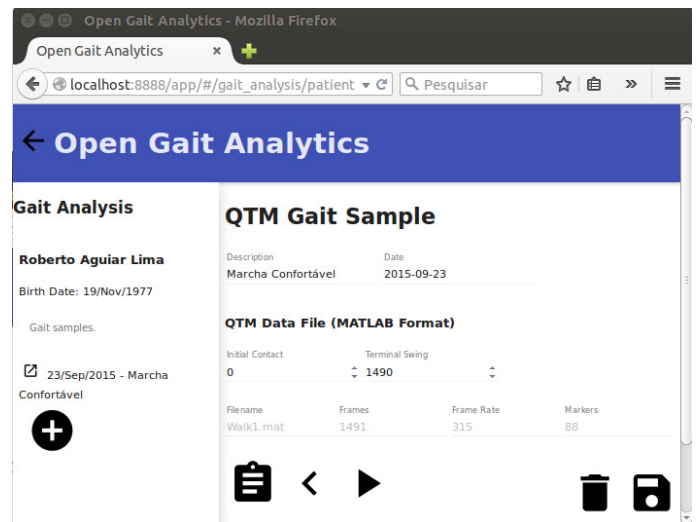 Open Gait Analytics - Mozilla Firefox
Open Gait Analytics
localhost:8888/app/#/gait_analysis/patient
Pesquisar
Open Gait Analytics
Gait Analysis
Roberto Aguiar Lima
Birth Date: 19/Nov/1977
Gait samples.
23/Sep/2015 - Marcha
Confortável
QTM Gait Sample
Description Date
Marcha Confortável 2015-09-23
QTM Data File (MATLAB Format)
Initial Contact Terminal Swing
0 1490
Filename Frames Frame Rate Markers
Walk1.mat 1491 315 88